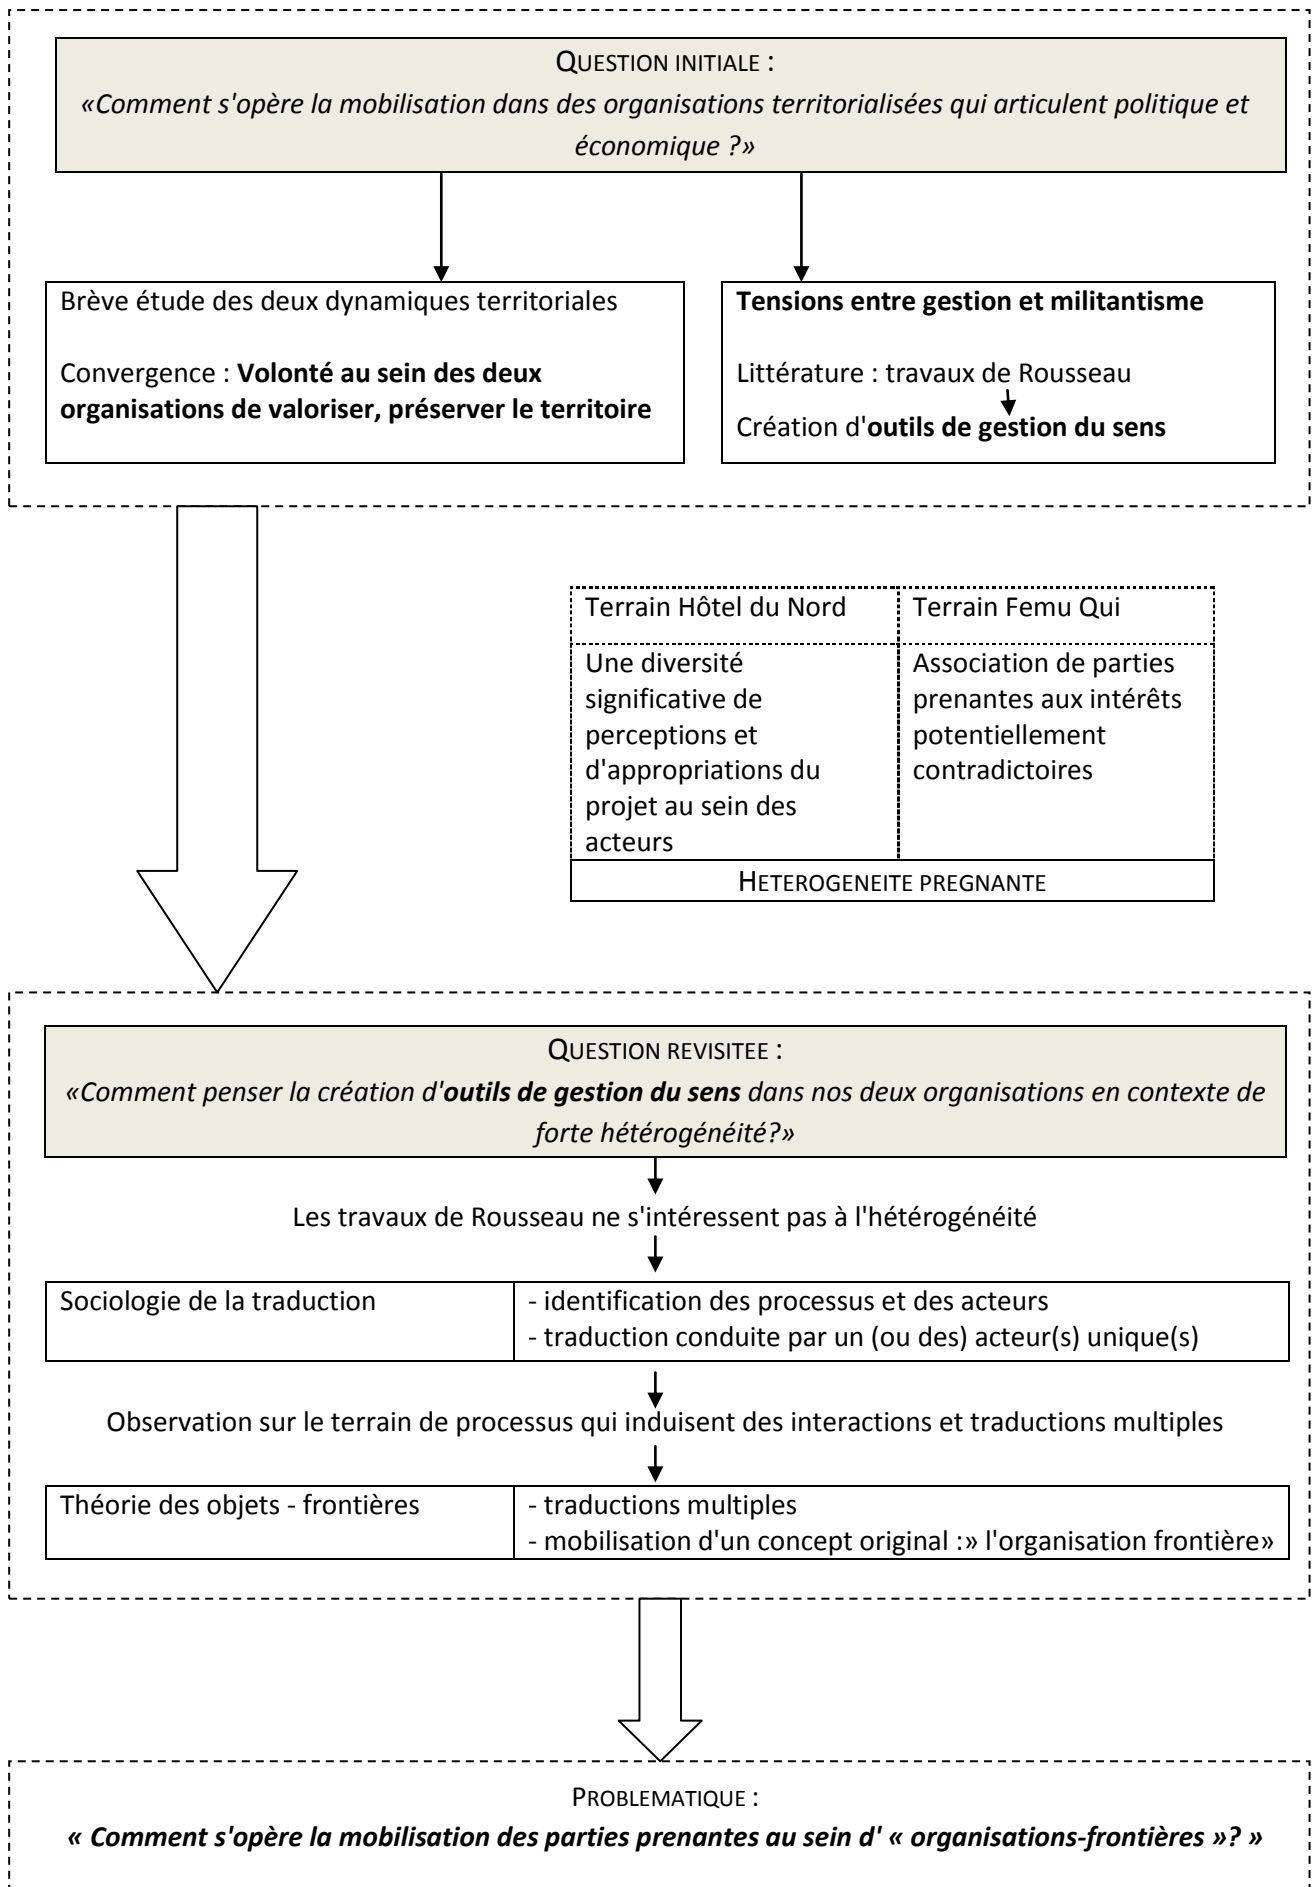 QUESTION INITIALE :
«Comment s'opère la mobilisation dans des organisations territorialisées qui articulent politique et
économique ?»
Brève étude des deux dynamiques territoriales
Convergence : Volonté au sein des deux
organisations de valoriser, préserver le territoire
Tensions entre gestion et militantisme
Littérature : travaux de Rousseau
Création d'outils de gestion du sens
Terrain Hôtel du Nord
Une diversité
significative de
perceptions et
d'appropriations du
projet au sein des
acteurs
Terrain Femu Qui
Association de parties
prenantes aux intérêts
potentiellement
contradictoires
HETEROGENEITE PREGNANTE
QUESTION REVISITEE :
«Comment penser la création d'outils de gestion du sens dans nos deux organisations en contexte de
forte hétérogénéité?»
Les travaux de Rousseau ne s'intéressent pas à l'hétérogénéité
Sociologie de la traduction
- identification des processus et des acteurs
- traduction conduite par un (ou des) acteur(s) unique(s)
Observation sur le terrain de processus qui induisent des interactions et traductions multiples
Théorie des objets - frontières
- traductions multiples
- mobilisation d'un concept original :» l'organisation frontière»
PROBLEMATIQUE :
« Comment s'opère la mobilisation des parties prenantes au sein d' « organisations-frontières »? »